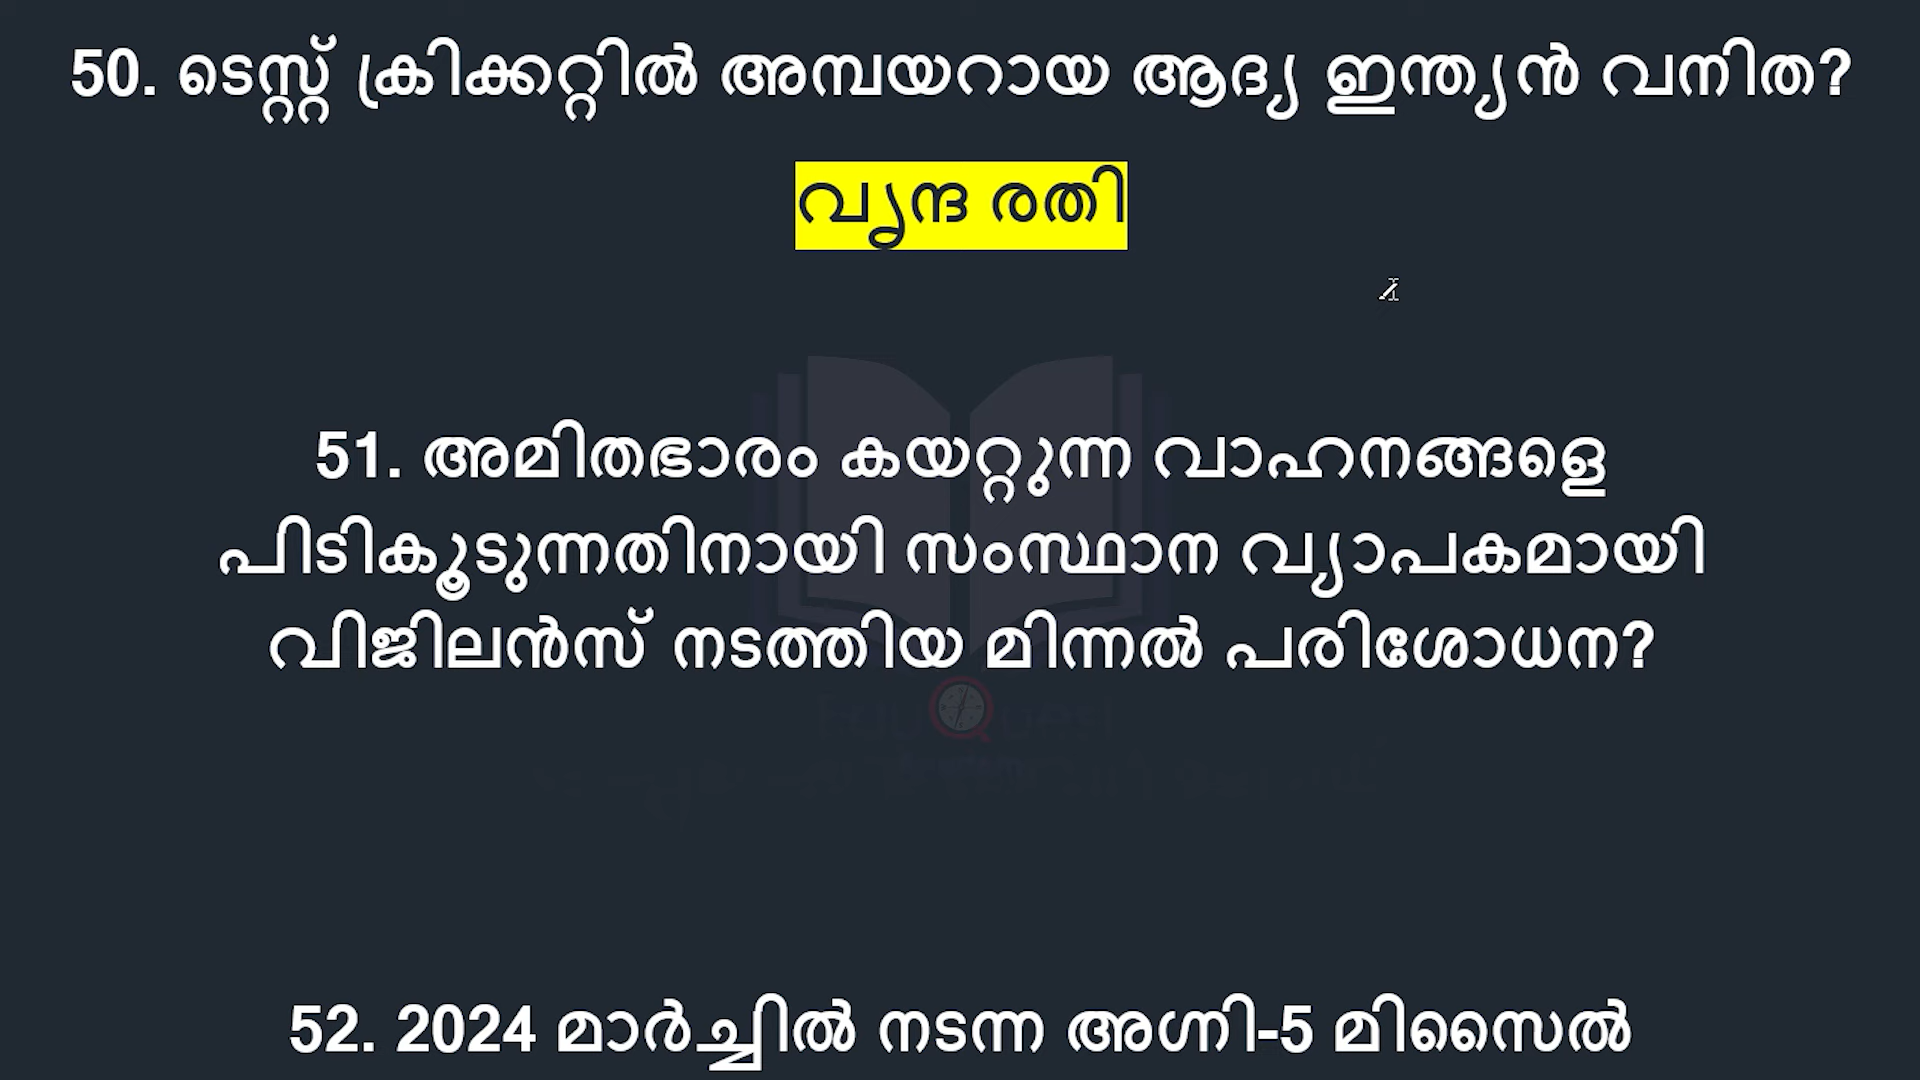 50. ടെസ്റ്റ് ക്രിക്കറ്റിൽ അമ്പയറായ ആദ്യ ഇന്ത്യൻ വനിത?
വൃന്ദ രതി
51. അമിതഭാരം കയറ്റുന്ന വാഹനങ്ങളെ
പിടികൂടുന്നതിനായി സംസ്ഥാന വ്യാപകമായി
വിജിലൻസ് നടത്തിയ മിന്നൽ പരിശോധന?
EduQuest
52. 2024 മാർച്ചിൽ നടന്ന അഗ്നി-5 മിസൈൽ